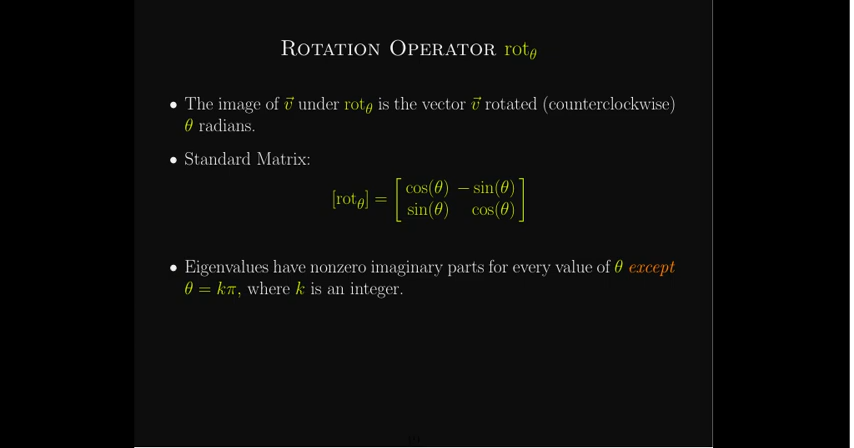 ROTATION OPERATOR rot_θ
• The image of v⃗ under rot_θ is the vector v⃗ rotated (counterclockwise)
θ radians.
• Standard Matrix:
[rot_θ] = [ cos(θ) − sin(θ)
sin(θ) cos(θ) ]
• Eigenvalues have nonzero imaginary parts for every value of θ except
θ = kπ, where k is an integer.